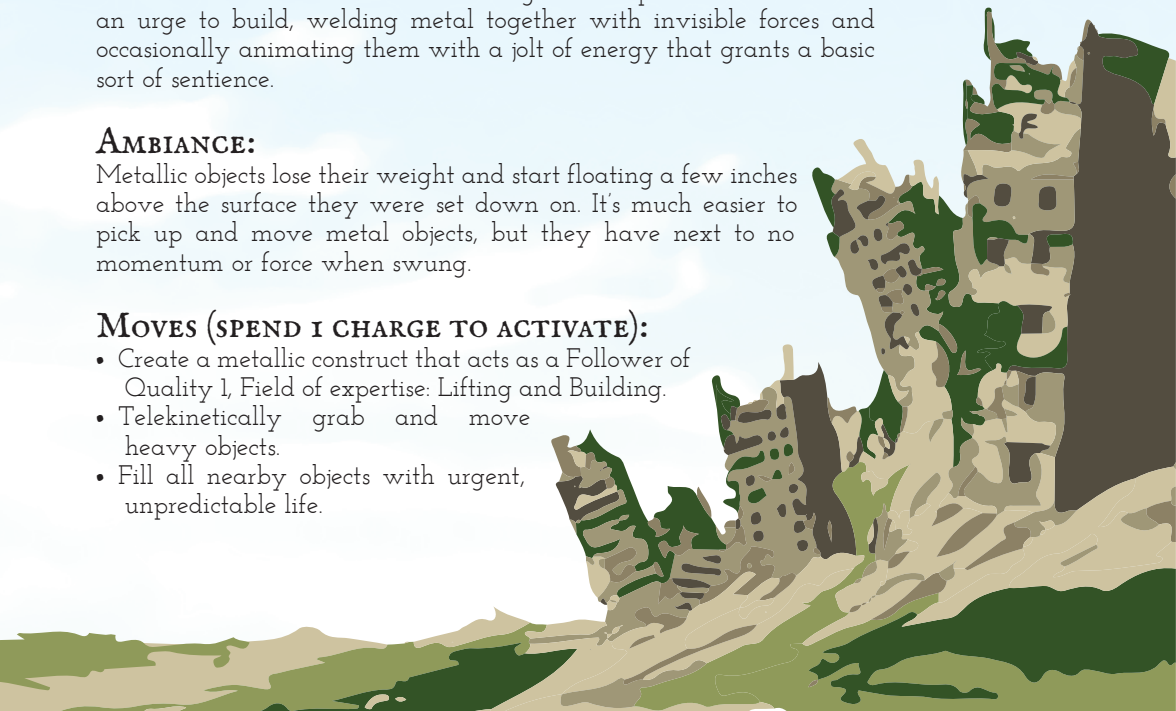 an urge to build, welding metal together with invisible forces and
occasionally animating them with a jolt of energy that grants a basic
sort of sentience.
Ambiance:
Metallic objects lose their weight and start floating a few inches
above the surface they were set down on. It's much easier to
pick up and move metal objects, but they have next to no
momentum or force when swung.
Moves (spend 1 charge to activate):
• Create a metallic construct that acts as a Follower of
Quality 1, Field of expertise: Lifting and Building.
• Telekinetically grab and move
heavy objects.
• Fill all nearby objects with urgent,
unpredictable life.